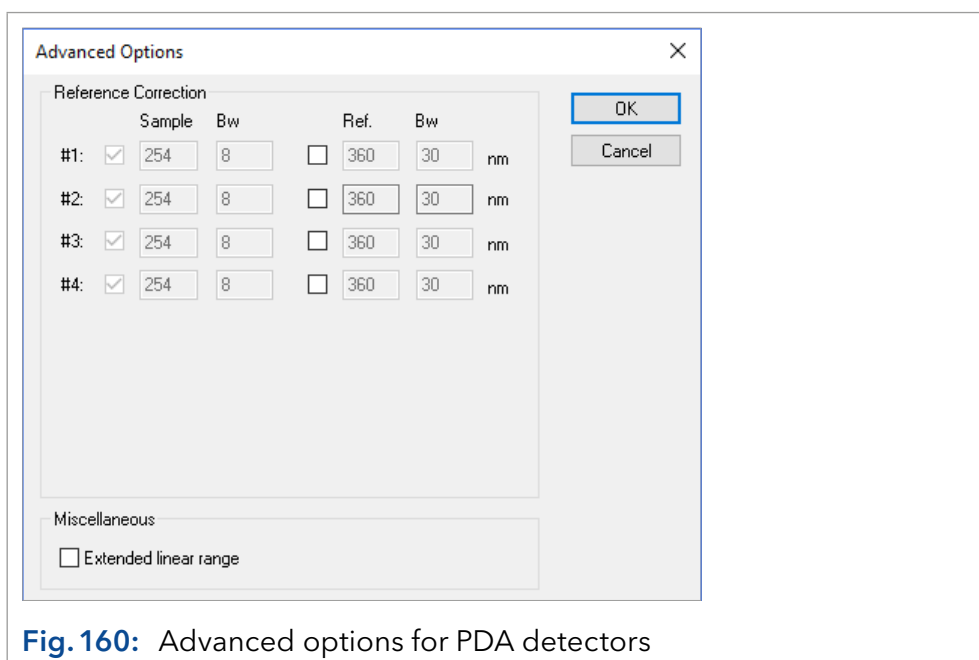 Advanced Options
Reference Correction
Sample Bw Ref. Bw
#1: 254 8 360 30 nm
#2: 254 8 360 30 nm
#3: 254 8 360 30 nm
#4: 254 8 360 30 nm
OK
Cancel
Miscellaneous
Extended linear range
Fig. 160: Advanced options for PDA detectors